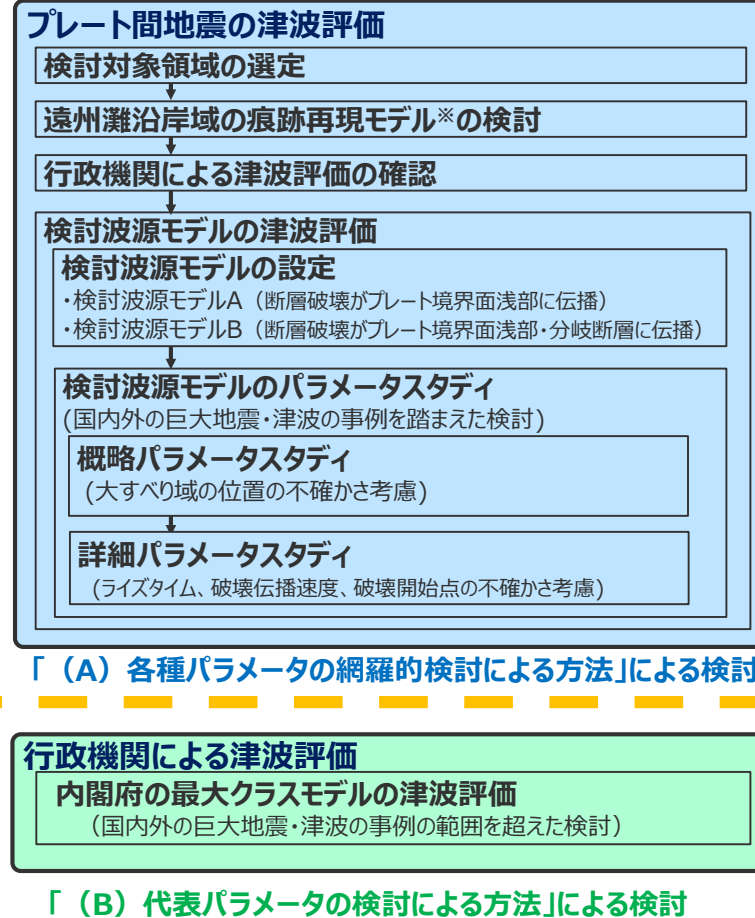 プレート間地震の津波評価
検討対象領域の選定
遠州灘沿岸域の痕跡再現モデル※の検討
行政機関による津波評価の確認
検討波源モデルの津波評価
検討波源モデルの設定
・検討波源モデルA（断層破壊がプレート境界面浅部に伝播）
・検討波源モデルB（断層破壊がプレート境界面浅部・分岐断層に伝播）
検討波源モデルのパラメータスタディ
(国内外の巨大地震・津波の事例を踏まえた検討)
概略パラメータスタディ
(大すべり域の位置の不確かさ考慮)
詳細パラメータスタディ
(ライズタイム、破壊伝播速度、破壊開始点の不確かさ考慮)
「（A）各種パラメータの網羅的検討による方法」による検討
行政機関による津波評価
内閣府の最大クラスモデルの津波評価
（国内外の巨大地震・津波の事例の範囲を超えた検討）
「（B）代表パラメータの検討による方法」による検討